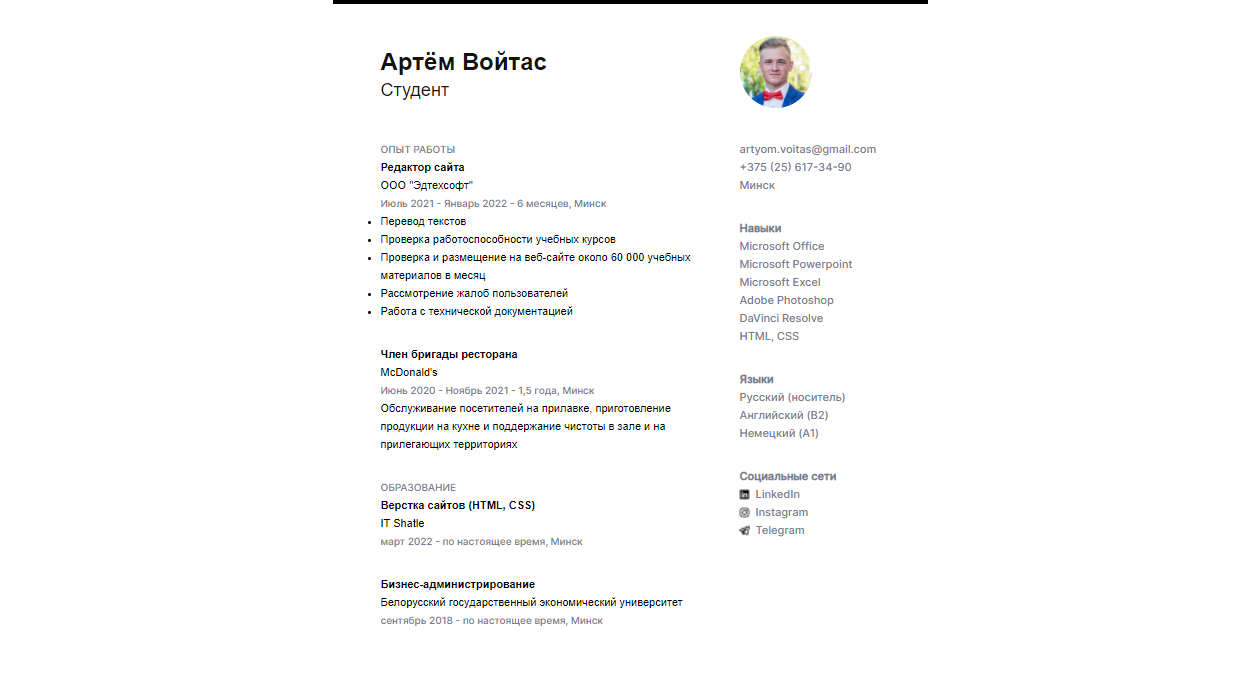 Артём Войтас
Студент
ОПЫТ РАБОТЫ
Редактор сайта
ООО "Эдтехсофт"
Июль 2021 - Январь 2022 - 6 месяцев, Минск
Перевод текстов
Проверка работоспособности учебных курсов
Проверка и размещение на веб-сайте около 60 000 учебных
материалов в месяц
Рассмотрение жалоб пользователей
Работа с технической документацией
Член бригады ресторана
McDonald's
Июнь 2020 - Ноябрь 2021 - 1,5 года, Минск
Обслуживание посетителей на прилавке, приготовление
продукции на кухне и поддержание чистоты в зале и на
прилегающих территориях
ОБРАЗОВАНИЕ
Верстка сайтов (HTML, CSS)
IT Shatle
март 2022 - по настоящее время, Минск
Бизнес-администрирование
Белорусский государственный экономический университет
сентябрь 2018 - по настоящее время, Минск
artyom.voitas@gmail.com
+375 (25) 617-34-90
Минск
Навыки
Microsoft Office
Microsoft Powerpoint
Microsoft Excel
Adobe Photoshop
DaVinci Resolve
HTML, CSS
Языки
Русский (носитель)
Английский (B2)
Немецкий (A1)
Социальные сети
LinkedIn
Instagram
Telegram